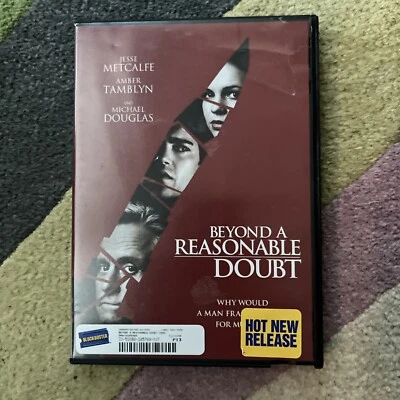 JESSE
METCALFE
AMBER
TAMBLYN
AND
MICHAEL
DOUGLAS
BEYOND A
REASONABLE
DOUBT
WHY WOULD
A MAN FRA
FOR M
HOT NEW
RELEASE
BLOCKBUSTER